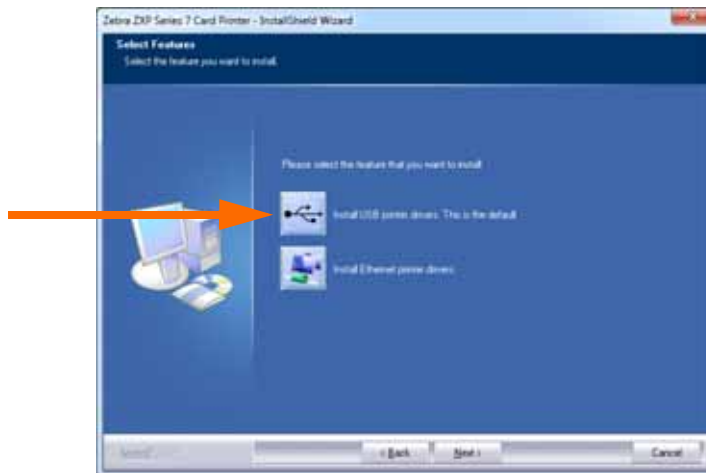 Zebra ZXP Series 7 Card Printer - InstallShield Wizard
Select Features
Select the feature you want to install.
Please select the feature that you want to install
Install USB printer drivers. This is the default
Install Ethernet printer drivers
< Back
Next >
Cancel